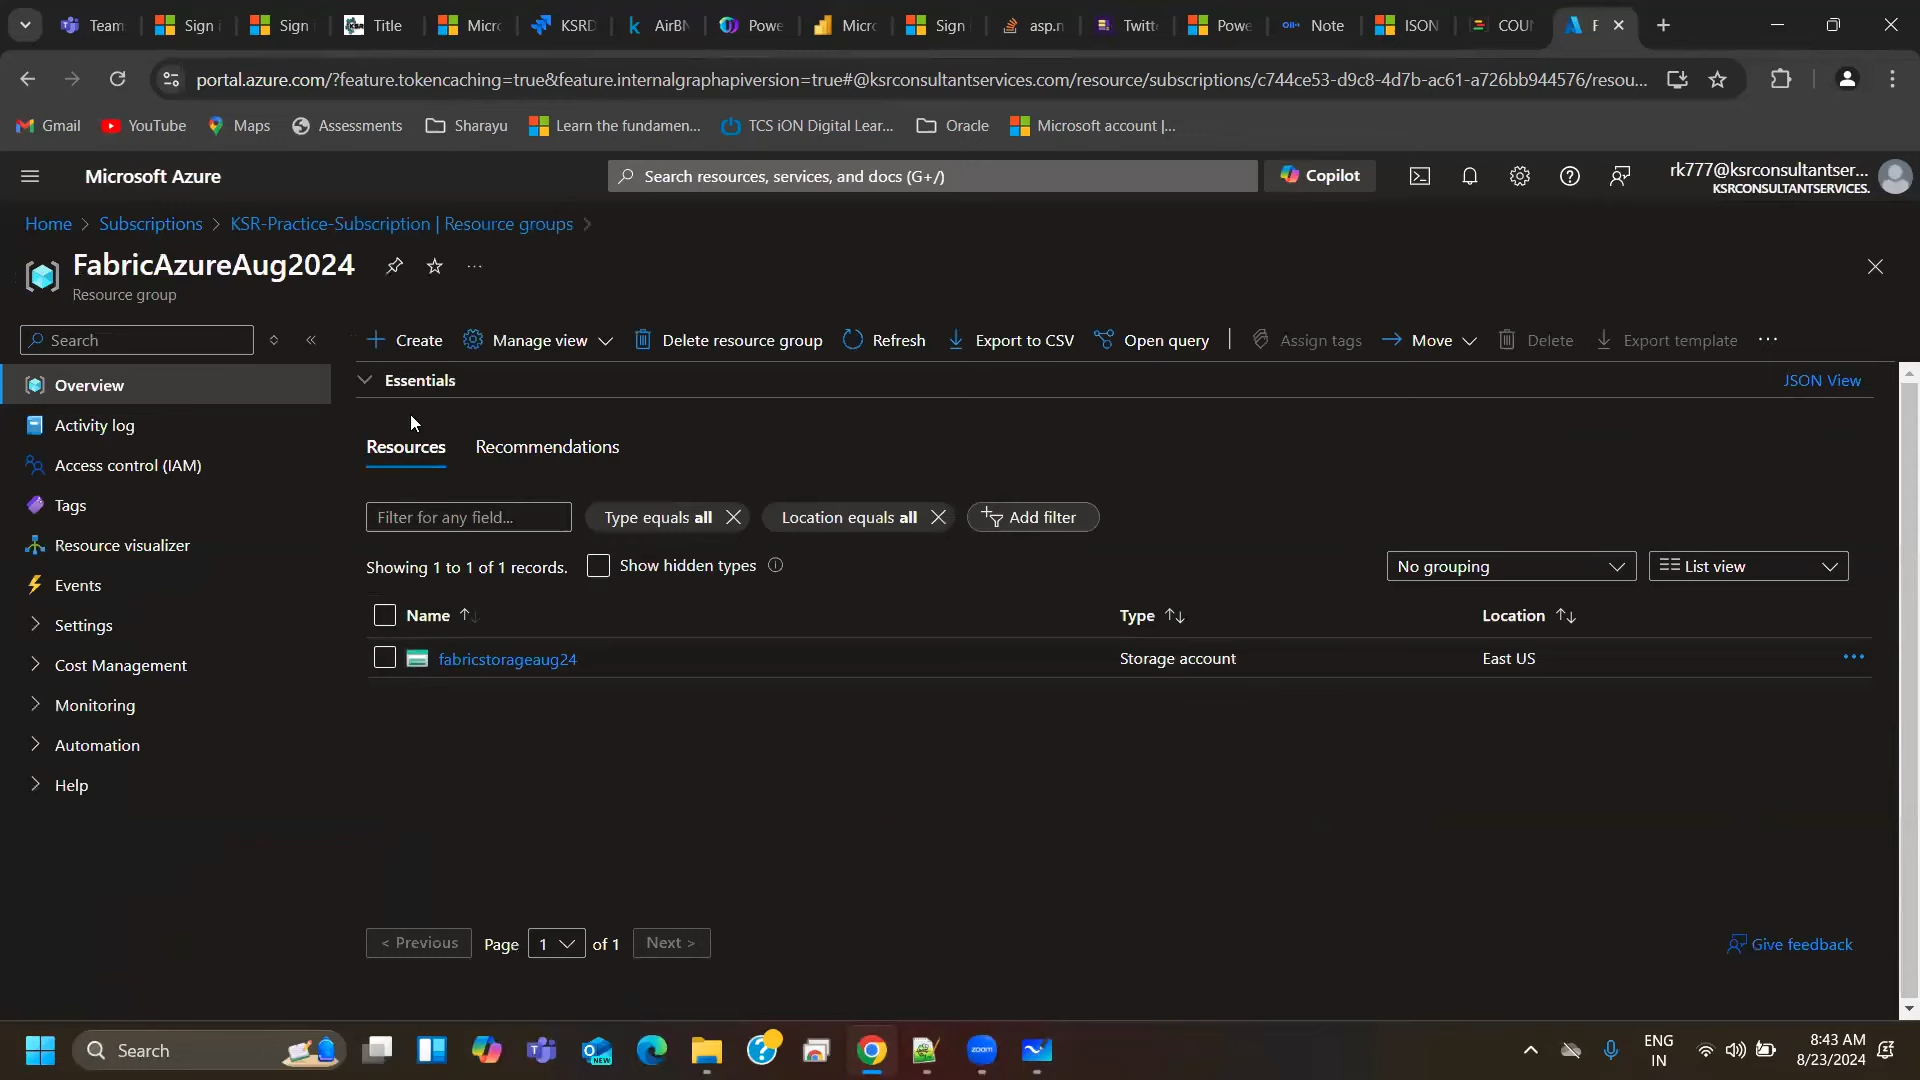 Team
Sign i
Sign
Title
Micro
KSRD
AirBN
Powe
Micro
Sign
asp.n
Twitt
Powe
Note
ISON
COUN
F
portal.azure.com/?feature.tokencaching=true&feature.internalgraphapiversion=true#@ksrconsultantservices.com/resource/subscriptions/c744ce53-d9c8-4d7b-ac61-a726bb944576/resou...
Gmail
YouTube
Maps
Assessments
Sharayu
Learn the fundamen...
TCS iON Digital Lear...
Oracle
Microsoft account |...
Microsoft Azure
Search resources, services, and docs (G+/)
Copilot
rk777@ksrconsultantser...
KSRCONSULTANTSERVICES.
Home > Subscriptions > KSR-Practice-Subscription | Resource groups >
FabricAzureAug2024
Resource group
Search
Create
Manage view
Delete resource group
Refresh
Export to CSV
Open query
Assign tags
Move
Delete
Export template
Overview
Activity log
Access control (IAM)
Tags
Resource visualizer
Events
Settings
Cost Management
Monitoring
Automation
Help
Essentials
JSON View
Resources
Recommendations
Filter for any field...
Type equals all
Location equals all
Add filter
Showing 1 to 1 of 1 records.
Show hidden types
No grouping
List view
Name
Type
Location
fabricstorageaug24
Storage account
East US
< Previous
Page 1 of 1
Next >
Give feedback
Search
NEW
zoom
ENG
IN
8:43 AM
8/23/2024